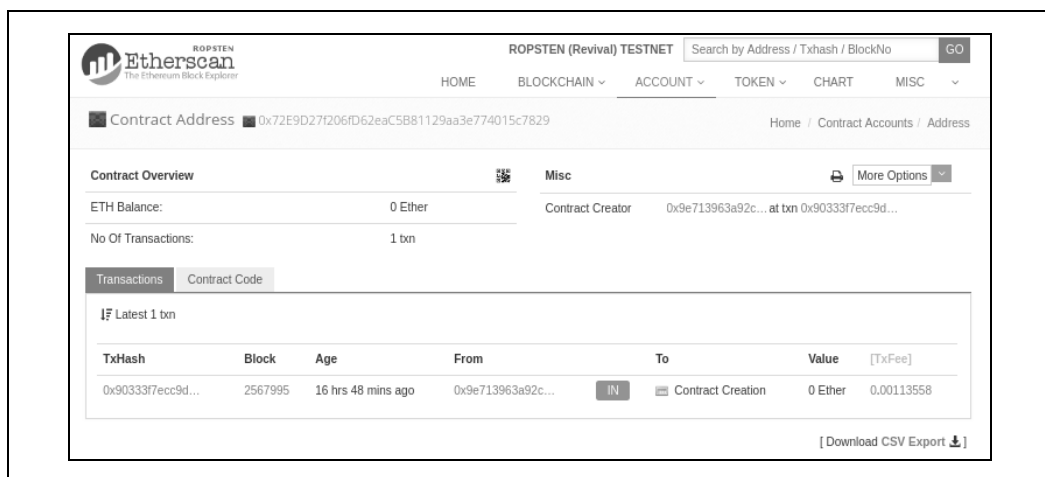 ROPSTEN
Etherscan
The Ethereum Block Explorer
ROPSTEN (Revival) TESTNET Search by Address / Txhash / BlockNo GO
HOME BLOCKCHAIN ACCOUNT TOKEN CHART MISC
Contract Address 0x72E9D27f206fD62eaC5B81129aa3e774015c7829
Home / Contract Accounts / Address
Contract Overview
ETH Balance: 0 Ether
No Of Transactions: 1 txn
Misc More Options
Contract Creator 0x9e713963a92c... at txn 0x90333f7ecc9d...
Transactions Contract Code
Latest 1 txn
TxHash Block Age From To Value [TxFee]
0x90333f7ecc9d... 2567995 16 hrs 48 mins ago 0x9e713963a92c... IN Contract Creation 0 Ether 0.00113558
[ Download CSV Export ]